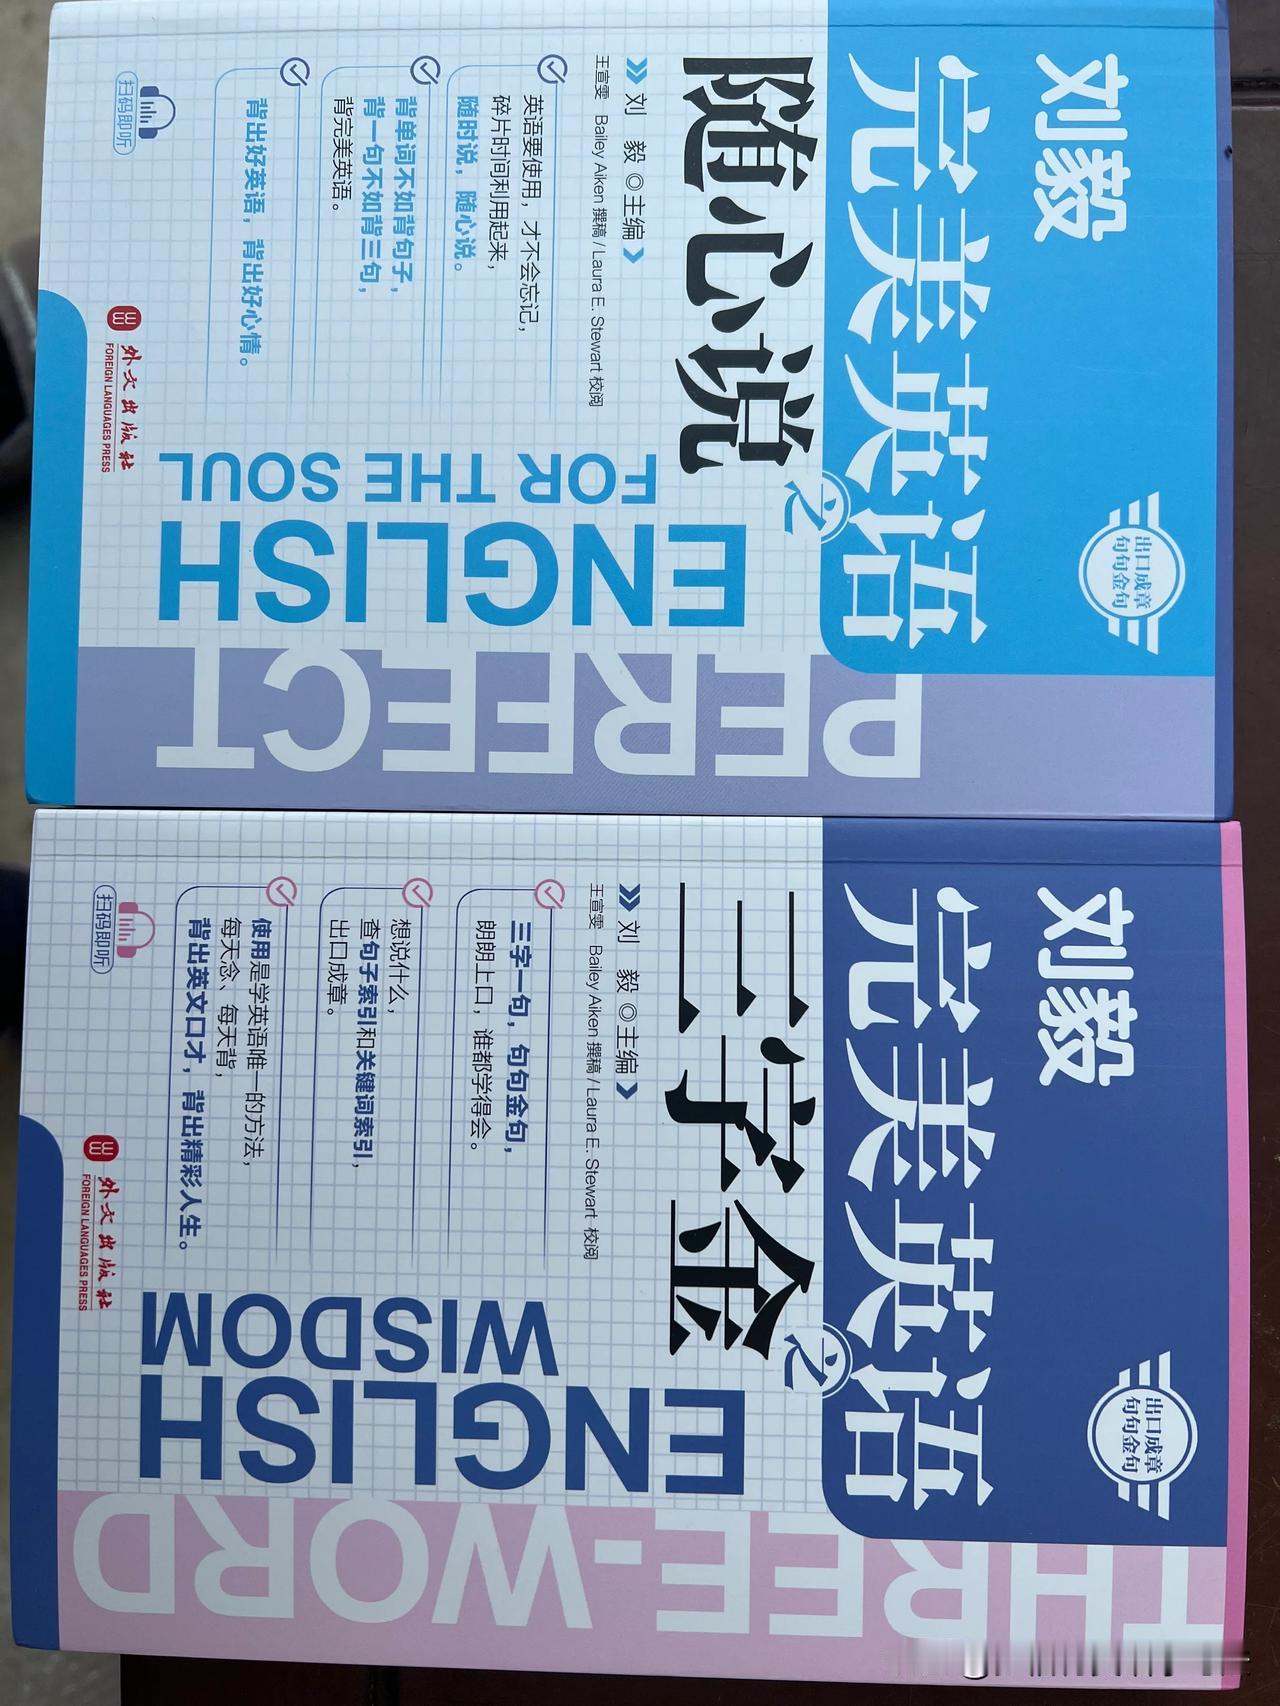 刘毅
完美英语
之
随心说
出口成章
句句金句
刘 毅 ◎主编
王宣雯 Bailey Aiken 撰稿 / Laura E. Stewart 校阅
英语要使用，才不会忘记，
碎片时间利用起来，
随时说，随心说。
背单词不如背句子，
背一句不如背三句，
背完美英语。
背出好英语，背出好心情。
扫码即听
外文出版社
FOREIGN LANGUAGES PRESS
PERFECT
ENGLISH
FOR THE SOUL
刘毅
完美英语
之
三字金
出口成章
句句金句
刘 毅 ◎主编
王宣雯 Bailey Aiken 撰稿 / Laura E. Stewart 校阅
三字一句，句句金句，
朗朗上口，谁都学得会。
想说什么，
查句子索引和关键词索引，
出口成章。
使用是学英语唯一的方法，
每天念、每天背，
背出英文口才，背出精彩人生。
扫码即听
外文出版社
FOREIGN LANGUAGES PRESS
THREE-WORD
ENGLISH
WISDOM